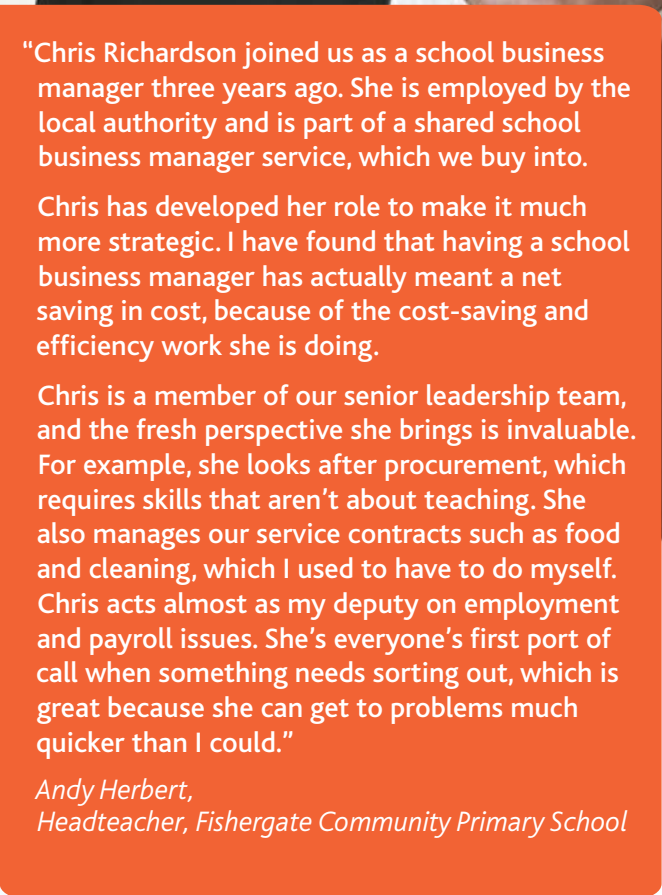 “Chris Richardson joined us as a school business
manager three years ago. She is employed by the
local authority and is part of a shared school
business manager service, which we buy into.
Chris has developed her role to make it much
more strategic. I have found that having a school
business manager has actually meant a net
saving in cost, because of the cost-saving and
efficiency work she is doing.
Chris is a member of our senior leadership team,
and the fresh perspective she brings is invaluable.
For example, she looks after procurement, which
requires skills that aren’t about teaching. She
also manages our service contracts such as food
and cleaning, which I used to have to do myself.
Chris acts almost as my deputy on employment
and payroll issues. She’s everyone’s first port of
call when something needs sorting out, which is
great because she can get to problems much
quicker than I could.”
Andy Herbert,
Headteacher, Fishergate Community Primary School